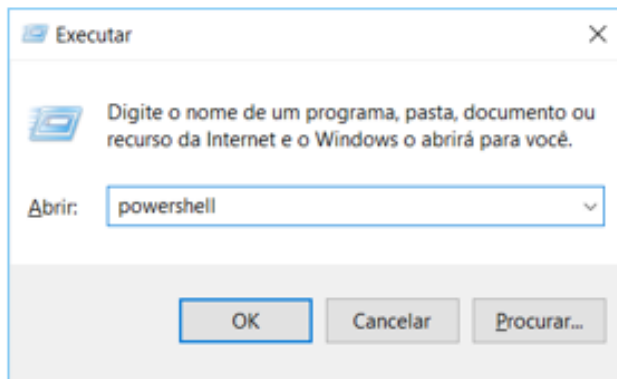 Executar
Digite o nome de um programa, pasta, documento ou
recurso da Internet e o Windows o abrirá para você.
Abrir: powershell
OK Cancelar Procurar...